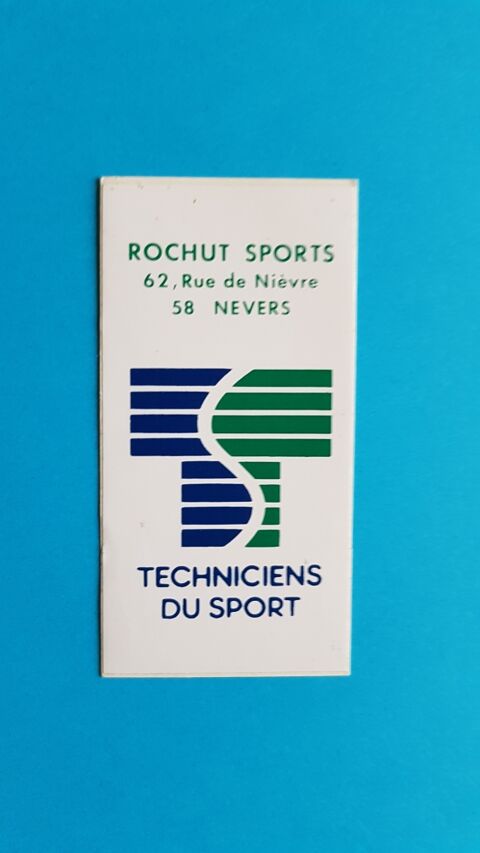 ROCHUT SPORTS
62, Rue de Nièvre
58 NEVERS
TECHNICIENS
DU SPORT